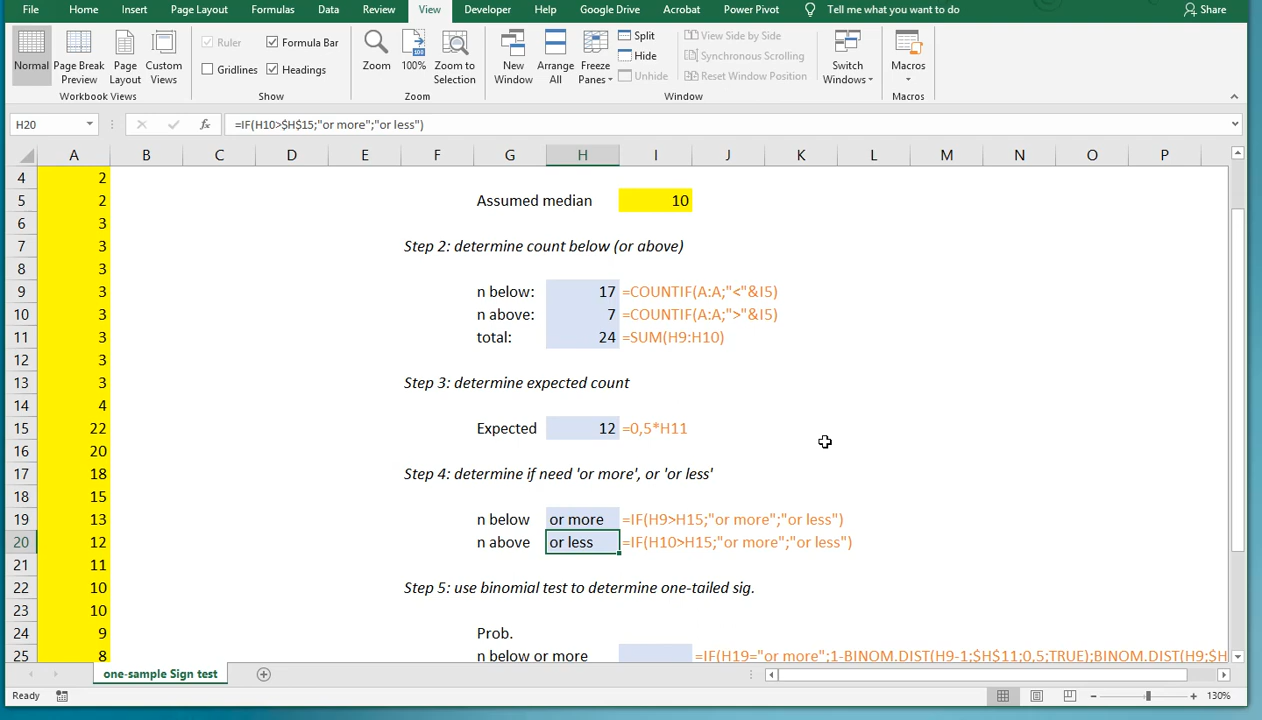 File Home Insert Page Layout Formulas Data Review View Developer Help Google Drive Acrobat Power Pivot Tell me what you want to do Share
Normal Page Break Preview Page Layout Custom Views
Workbook Views
Ruler Formula Bar
Gridlines Headings
Show
Zoom 100% Zoom to Selection
Zoom
New Window Arrange All Freeze Panes
Split
Hide
Unhide
View Side by Side
Synchronous Scrolling
Reset Window Position
Window
Switch Windows
Macros
Macros
H20 fx =IF(H10>$H$15;"or more";"or less")
A B C D E F G H I J K L M N O P
4 2
5 2 Assumed median 10
6 3
7 3 Step 2: determine count below (or above)
8 3
9 3 n below: 17 =COUNTIF(A:A;"<"&I5)
10 3 n above: 7 =COUNTIF(A:A;">"&I5)
11 3 total: 24 =SUM(H9:H10)
12 3
13 3 Step 3: determine expected count
14 4
15 22 Expected 12 =0,5*H11
16 20
17 18 Step 4: determine if need 'or more', or 'or less'
18 15
19 13 n below or more =IF(H9>H15;"or more";"or less")
20 12 n above or less =IF(H10>H15;"or more";"or less")
21 11
22 10 Step 5: use binomial test to determine one-tailed sig.
23 10
24 9 Prob.
25 8 n below or more =IF(H19="or more";1-BINOM.DIST(H9-1;$H$11;0,5;TRUE);BINOM.DIST(H9;$H
one-sample Sign test
Ready 130%